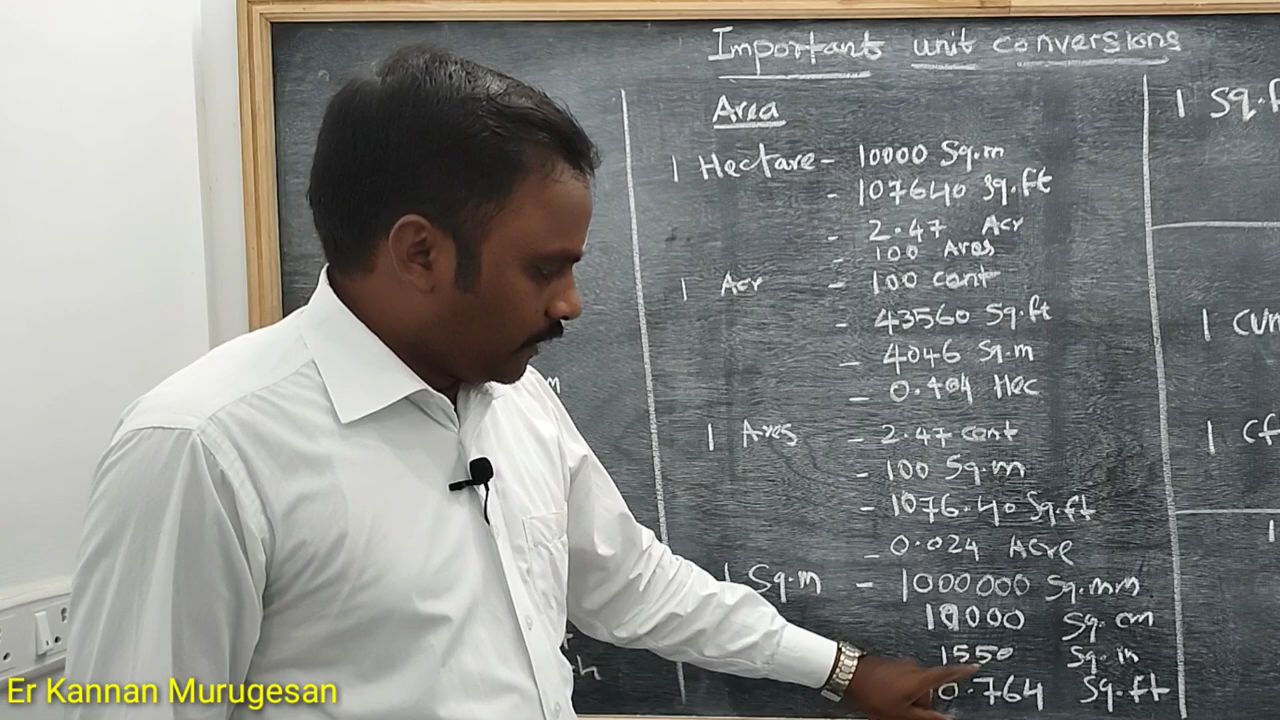 Important unit conversions
Area
1 Hectare - 10000 Sq.m
- 107640 Sq.ft
- 2.47 Acr
- 100 Ares
1 Acr - 100 cent
- 43560 Sq.ft
- 4046 Sq.m
- 0.404 Hec
1 Ares - 2.47 cent
- 100 Sq.m
- 1076.40 Sq.ft
- 0.024 Acre
1 Sq.m - 1000000 Sq.mm
10000 Sq.cm
1550 Sq.in
0.764 Sq.ft
1 Sq.f
1 cum
1 cf
1
m
h
Er Kannan Murugesan